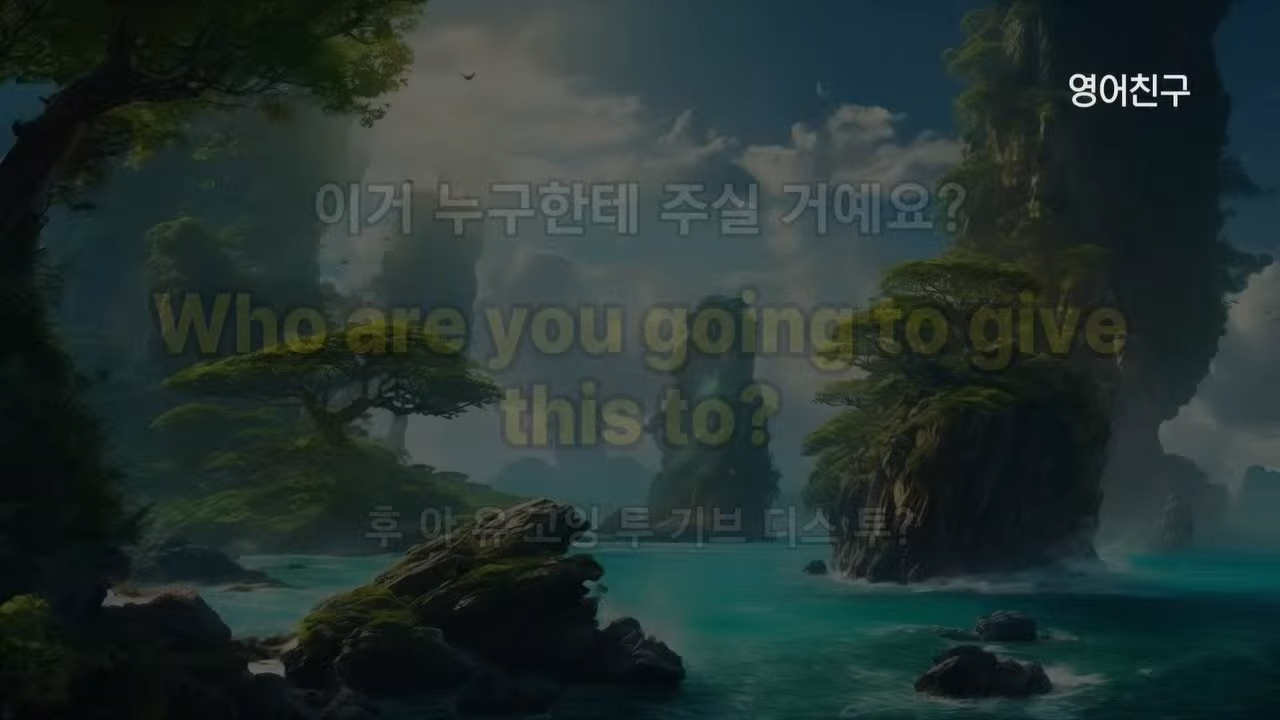 영어친구
이거 누구한테 주실 거예요?
Who are you going to give
this to?
후 아 유 고잉 투 기브 디스 투?